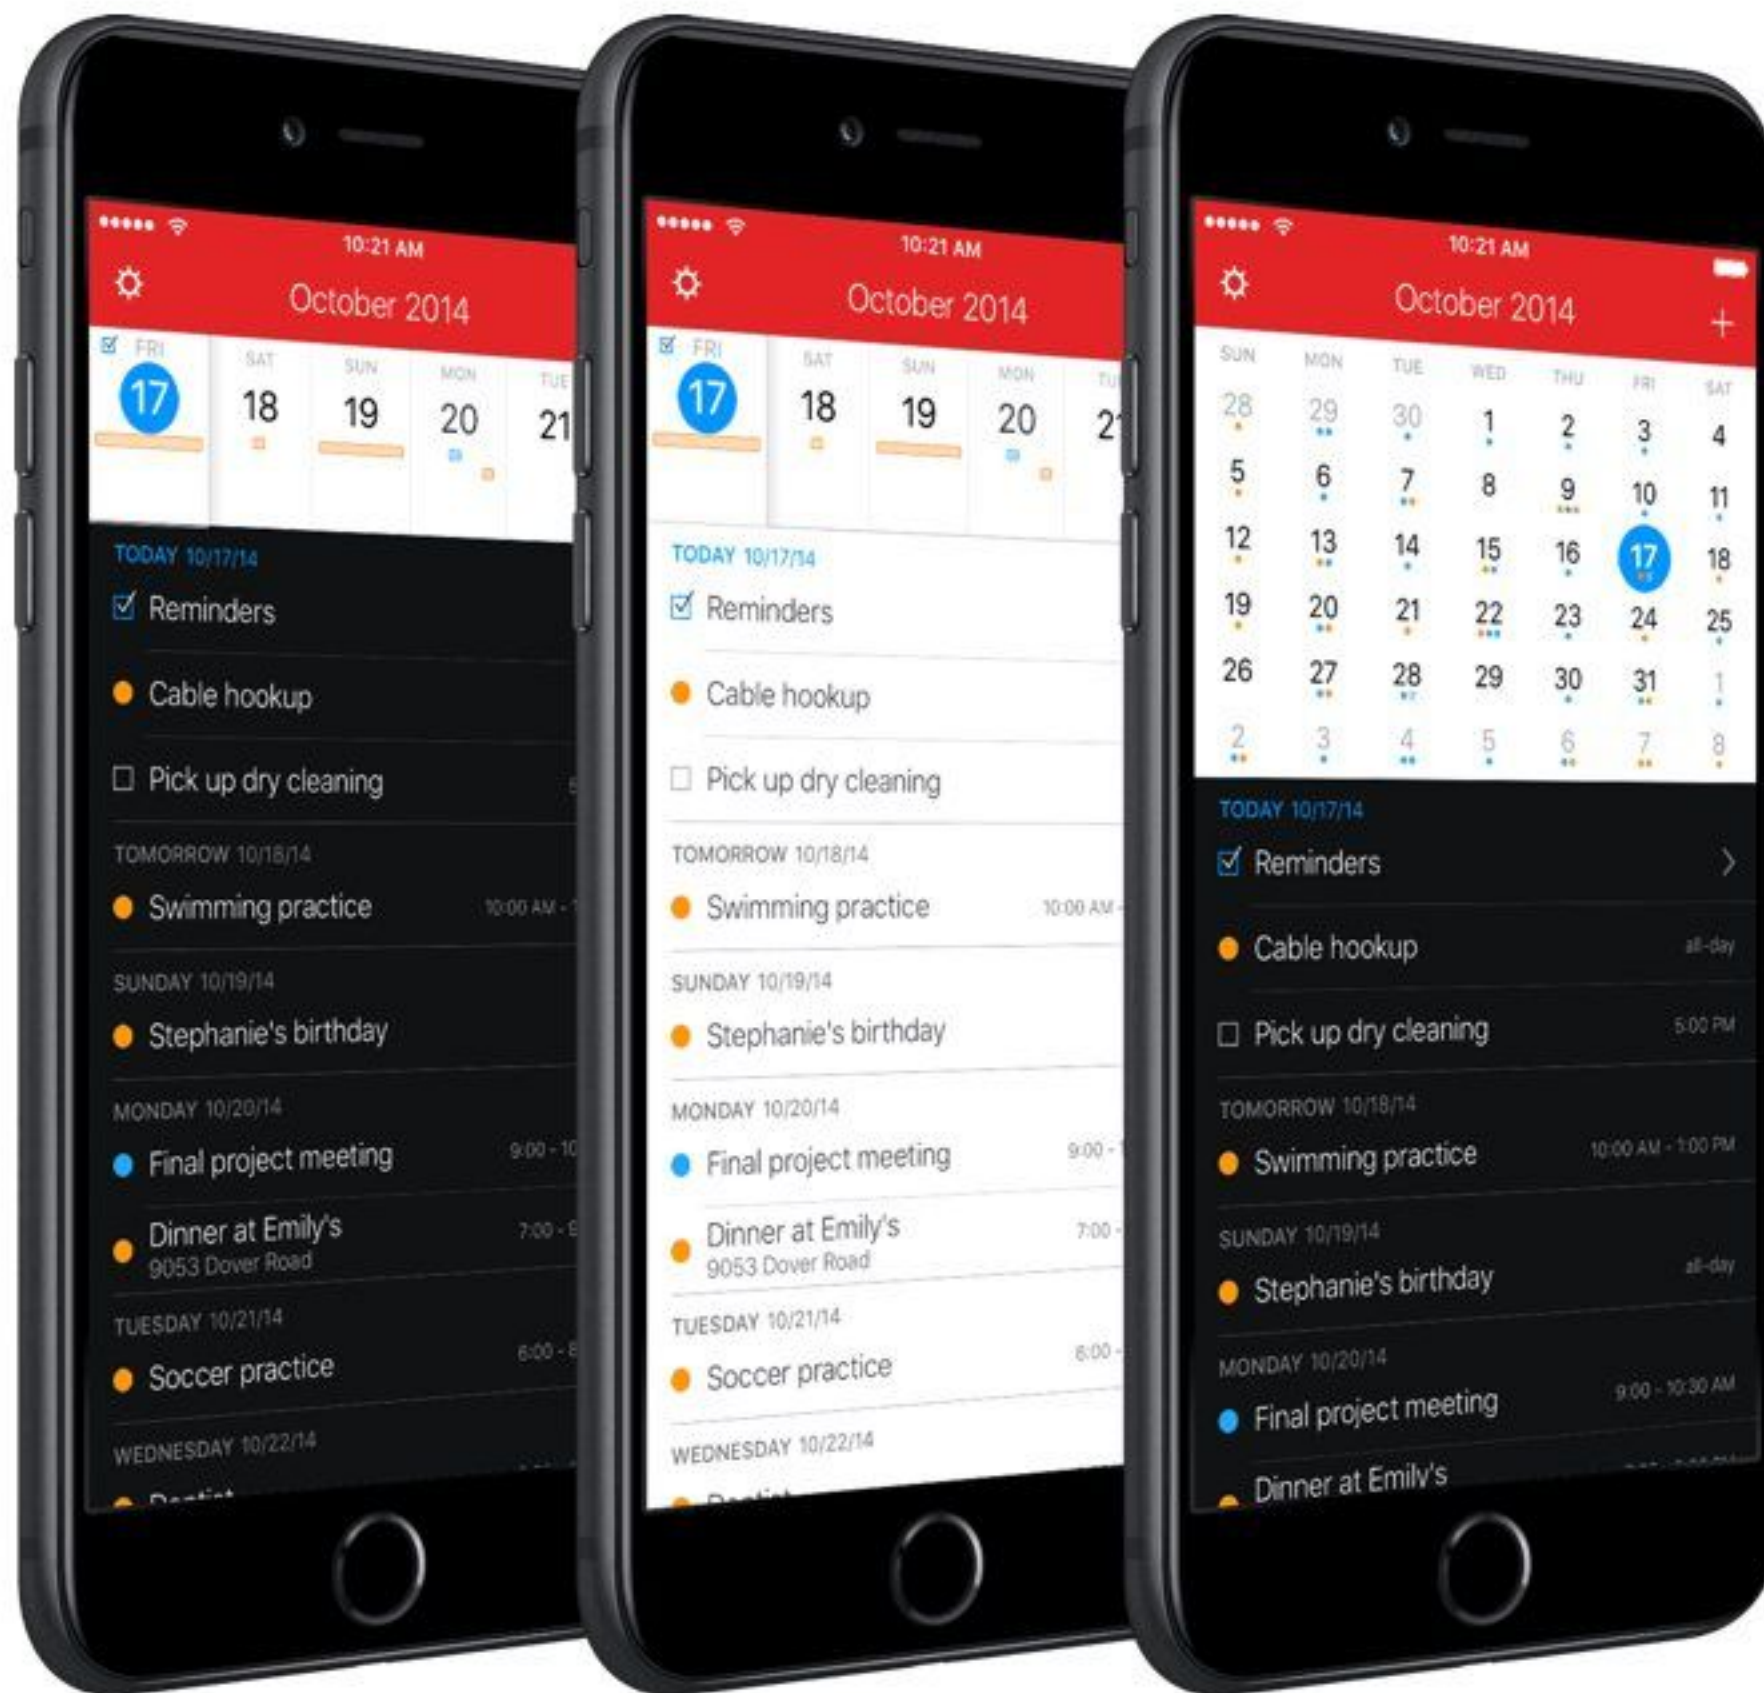 10:21 AM
October 2014
FRI SAT SUN MON TUE
17 18 19 20 21
TODAY 10/17/14
Reminders
Cable hookup
Pick up dry cleaning
TOMORROW 10/18/14
Swimming practice 10:00 AM -
SUNDAY 10/19/14
Stephanie's birthday
MONDAY 10/20/14
Final project meeting 9:00 - 10
Dinner at Emily's 7:00 -
9053 Dover Road
TUESDAY 10/21/14
Soccer practice 6:00 - 8
WEDNESDAY 10/22/14
Dentist
10:21 AM
October 2014
FRI SAT SUN MON
17 18 19 20
TODAY 10/17/14
Reminders
Cable hookup
Pick up dry cleaning
TOMORROW 10/18/14
Swimming practice 10:00 AM -
SUNDAY 10/19/14
Stephanie's birthday
MONDAY 10/20/14
Final project meeting 9:00 - 1
Dinner at Emily's 7:00 -
9053 Dover Road
TUESDAY 10/21/14
Soccer practice 6:00 -
WEDNESDAY 10/22/14
Dentist
10:21 AM
October 2014 +
SUN MON TUE WED THU FRI SAT
28 29 30 1 2 3 4
5 6 7 8 9 10 11
12 13 14 15 16 17 18
19 20 21 22 23 24 25
26 27 28 29 30 31 1
2 3 4 5 6 7 8
TODAY 10/17/14
Reminders
Cable hookup all-day
Pick up dry cleaning 5:00 PM
TOMORROW 10/18/14
Swimming practice 10:00 AM - 1:00 PM
SUNDAY 10/19/14
Stephanie's birthday all-day
MONDAY 10/20/14
Final project meeting 9:00 - 10:30 AM
Dinner at Emily's